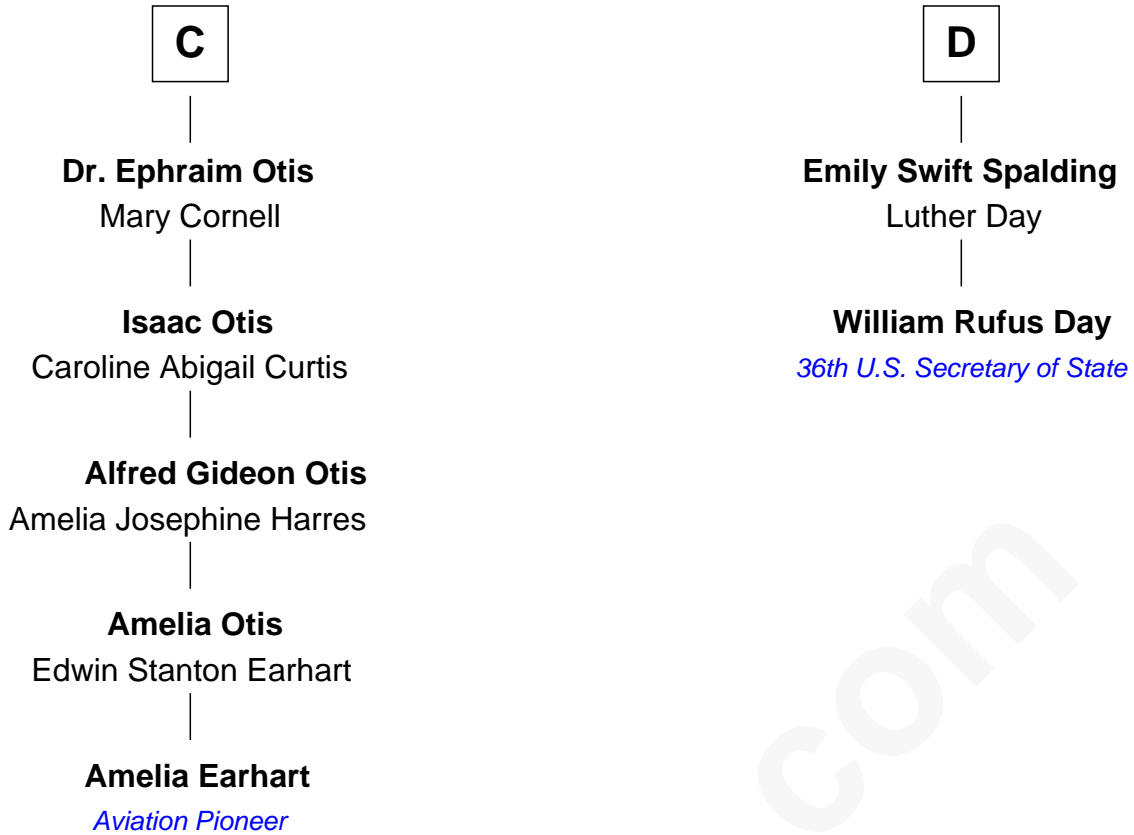 C
Dr. Ephraim Otis
Mary Cornell
Isaac Otis
Caroline Abigail Curtis
Alfred Gideon Otis
Amelia Josephine Harres
Amelia Otis
Edwin Stanton Earhart
Amelia Earhart
Aviation Pioneer
D
Emily Swift Spalding
Luther Day
William Rufus Day
36th U.S. Secretary of State
com